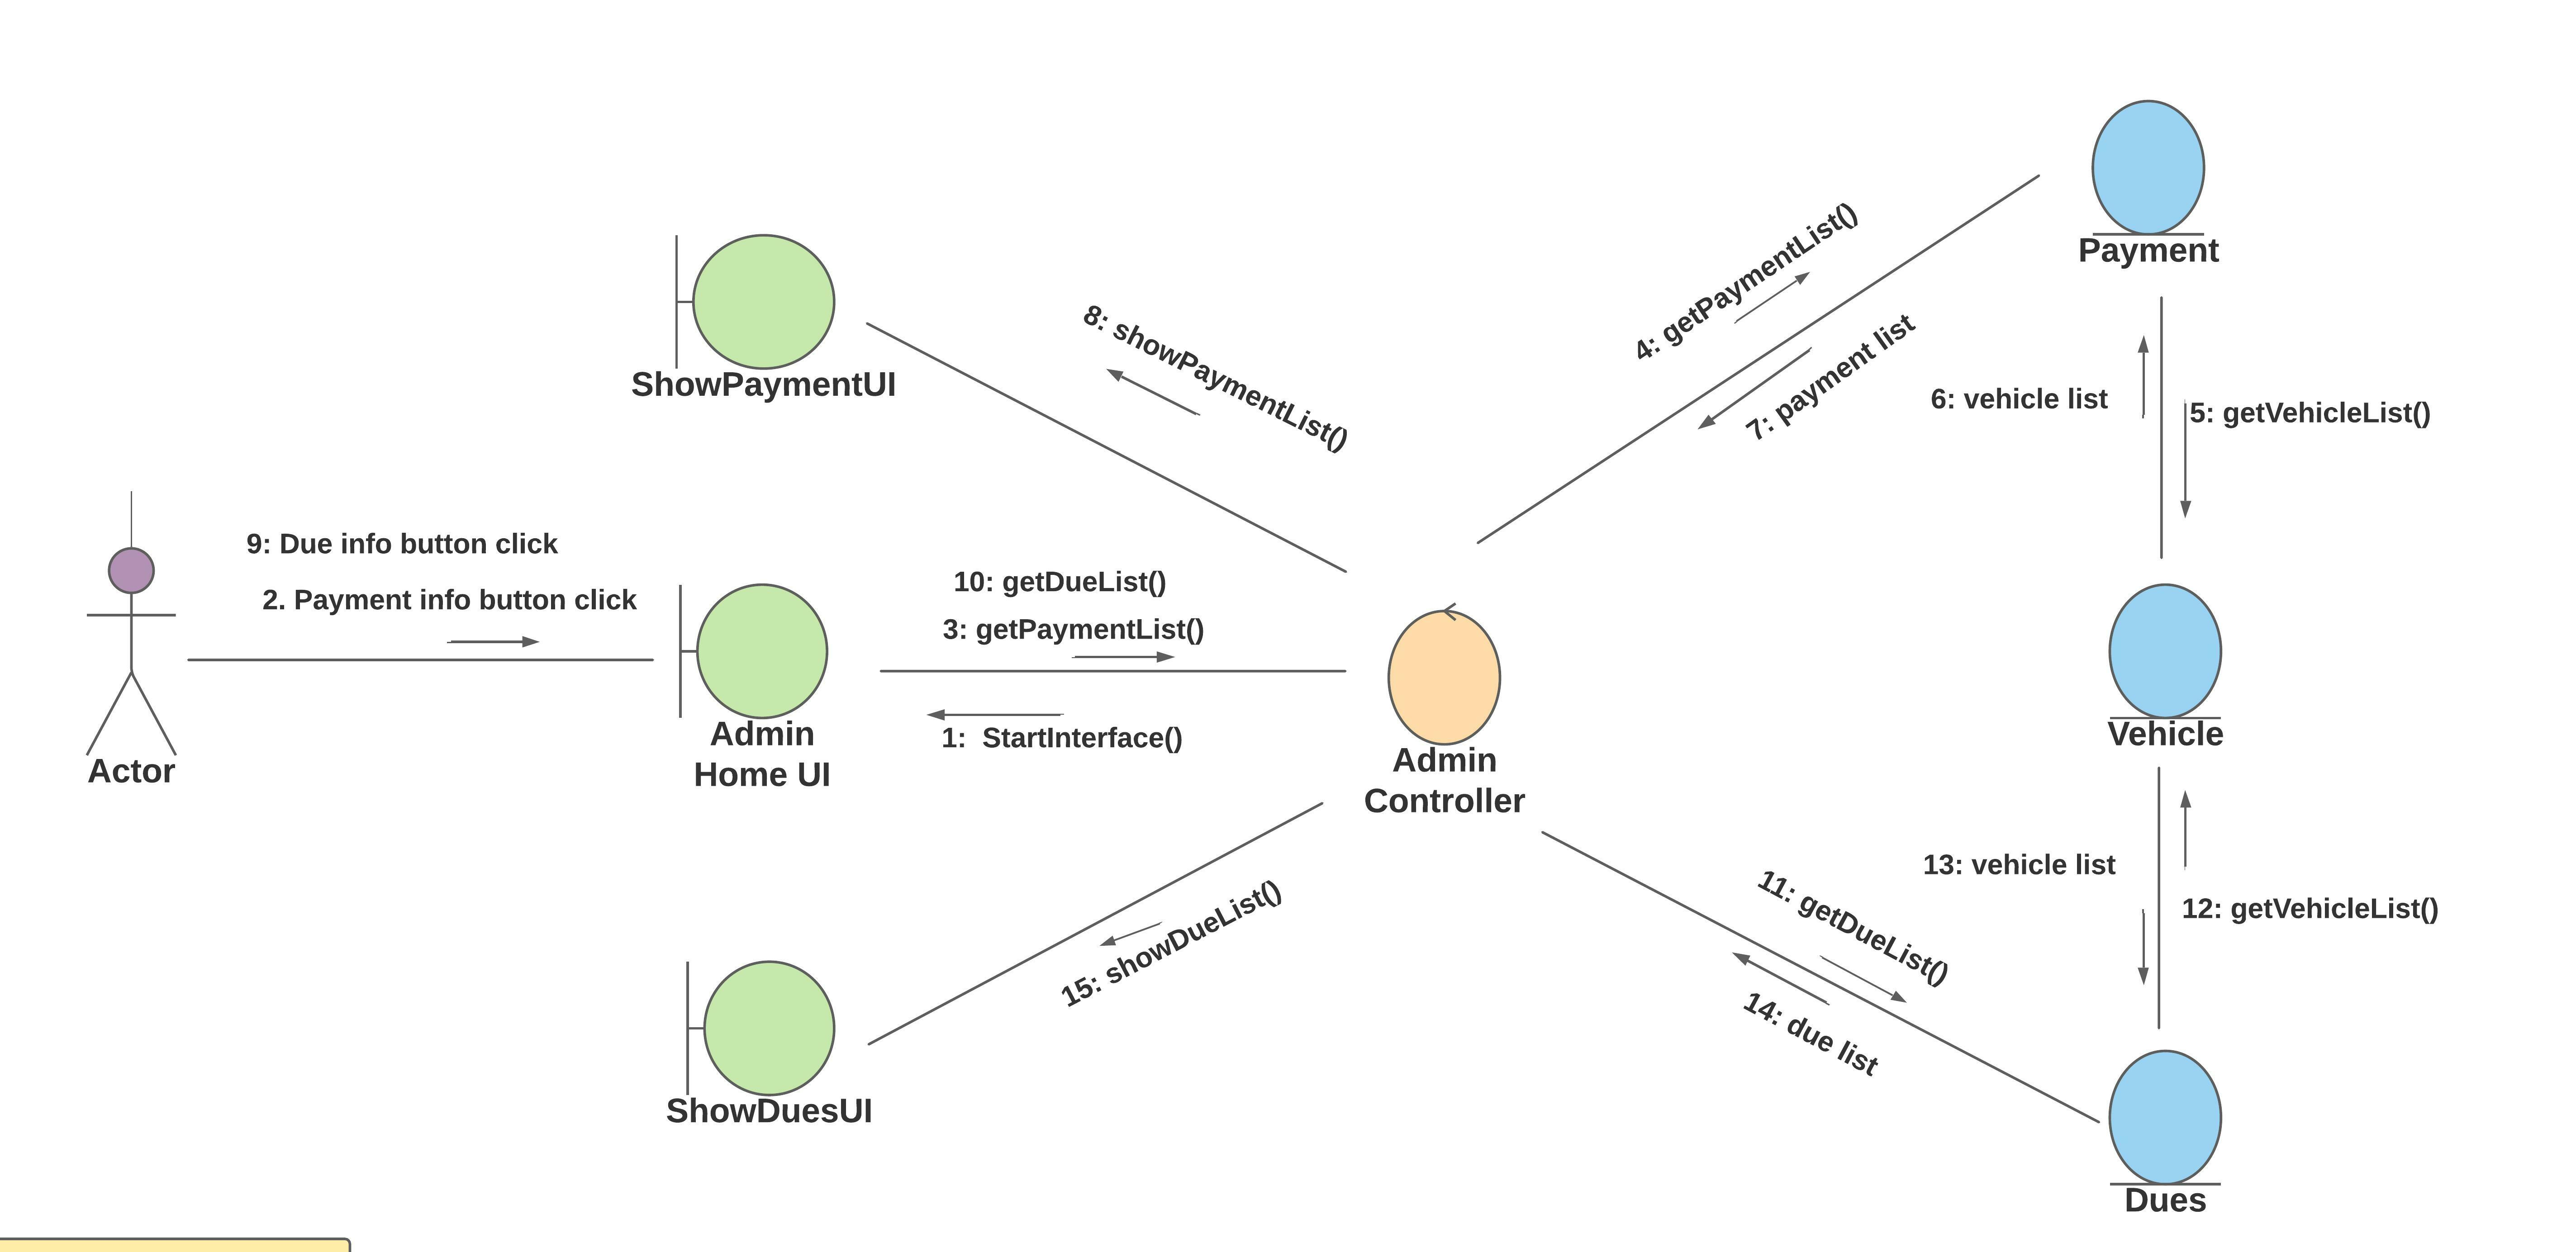 4: getPaymentList()
Payment
8: showPaymentList()
7: payment list
ShowPaymentUI
6: vehicle list
5: getVehicleList()
9: Due info button click
2. Payment info button click
10: getDueList()
3: getPaymentList()
1:  StartInterface()
Actor
Admin
Home UI
Admin
Controller
Vehicle
13: vehicle list
12: getVehicleList()
11: getDueList()
15: showDueList()
14: due list
ShowDuesUI
Dues